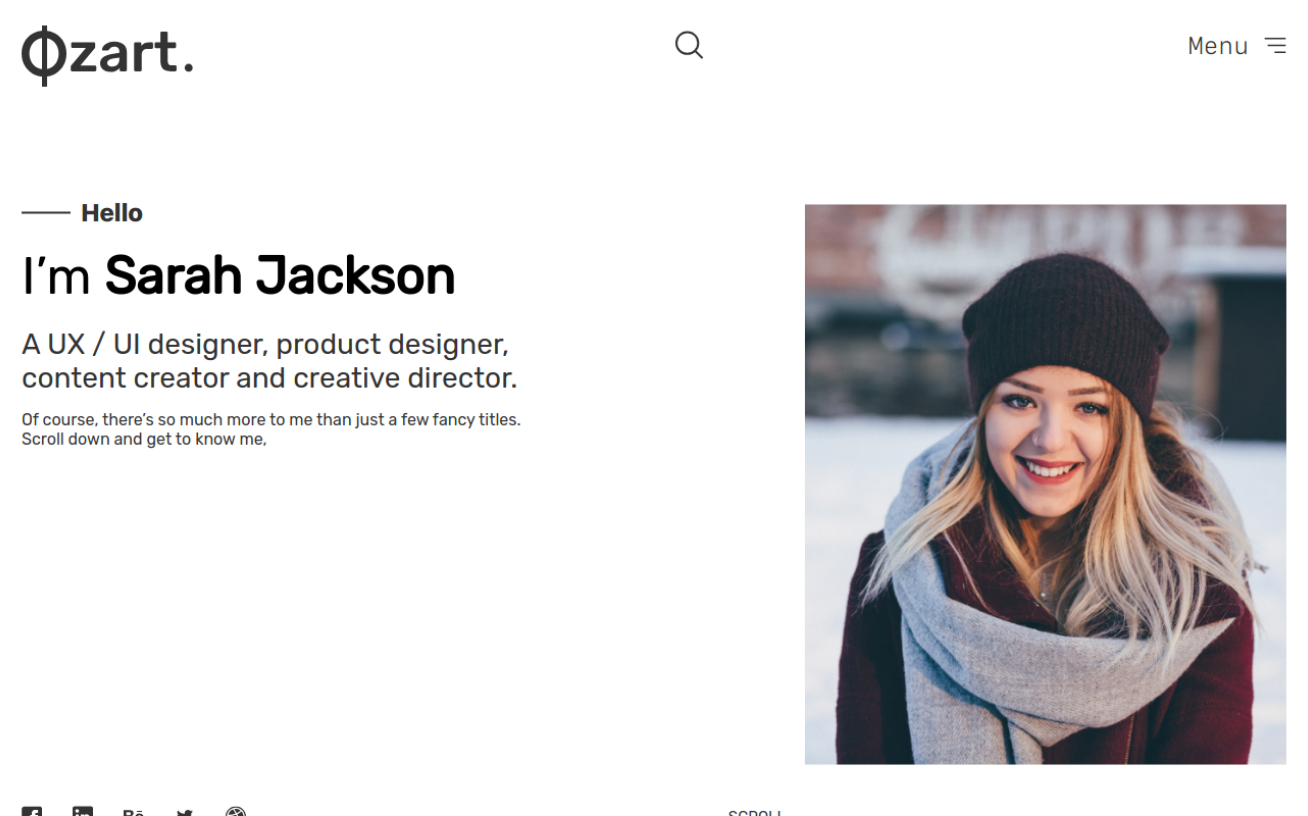 Φzart.
Menu
Hello
I’m Sarah Jackson
A UX / UI designer, product designer,
content creator and creative director.
Of course, there’s so much more to me than just a few fancy titles.
Scroll down and get to know me,
SCROLL